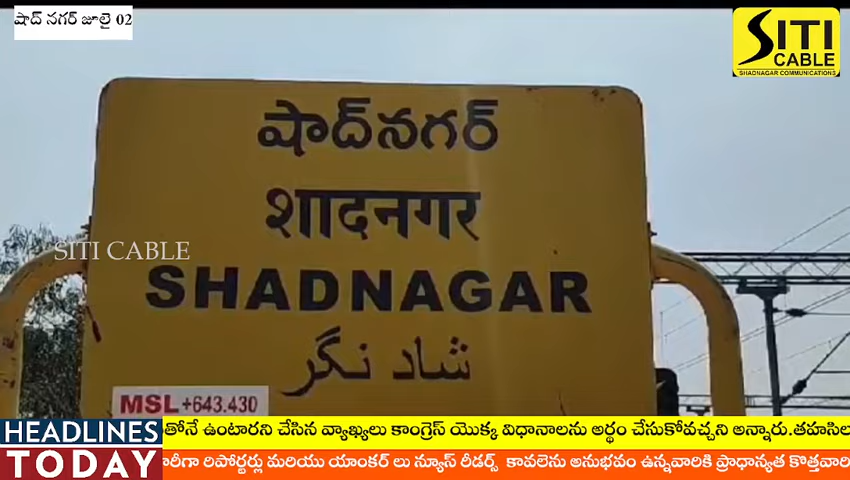 షాద్ నగర్ జూలై 02
SITI
CABLE
SHADNAGAR COMMUNICATIONS
షాద్‌నగర్
शादनगर
SITI CABLE
SHADNAGAR
شاد نگر
MSL+643.430
HEADLINES
TODAY
తోనే ఉంటారని చేసిన వ్యాఖ్యలు కాంగ్రెస్ యొక్క విధానాలను అర్థం చేసుకోవచ్చని అన్నారు.తహసిల
రిపోర్టర్లు మరియు యాంకర్ లు న్యూస్ రీడర్స్ కావలెను అనుభవం ఉన్నవారికి ప్రాధాన్యత కొత్తవారి